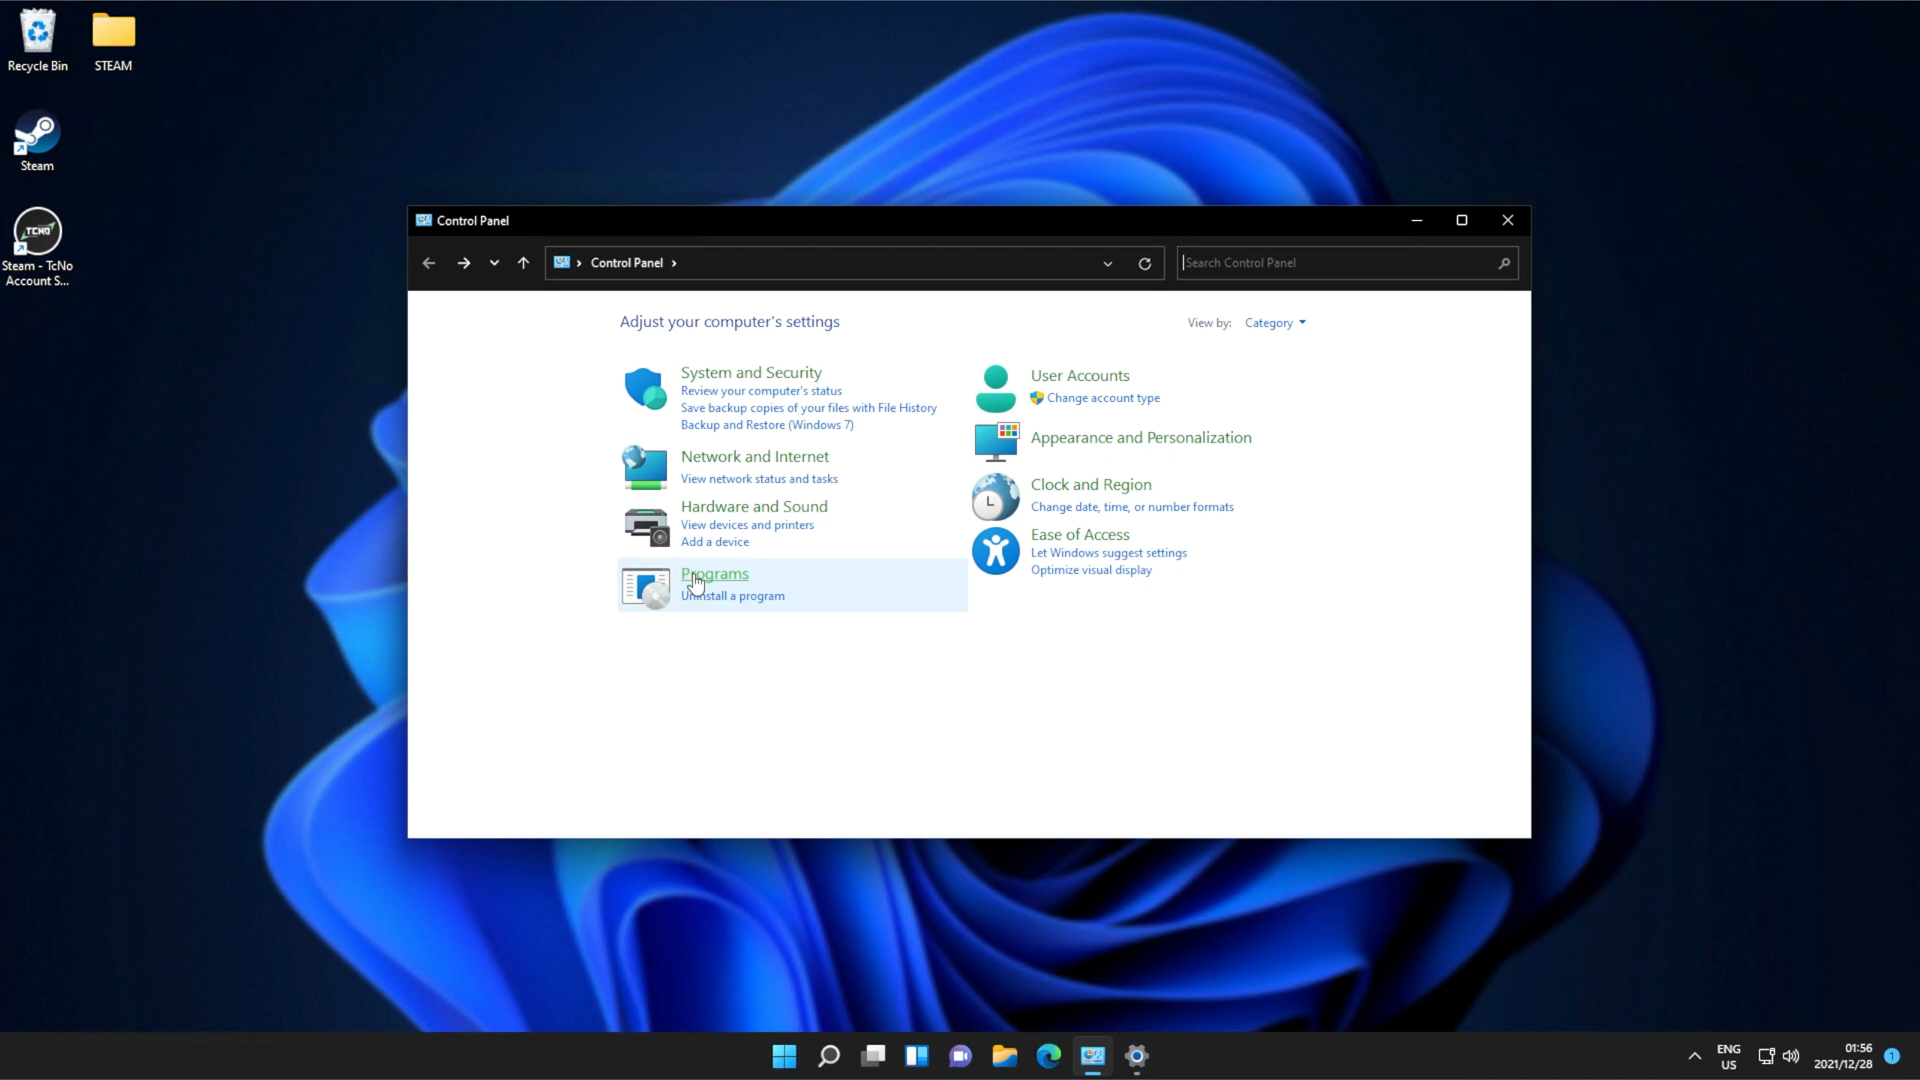 Recycle Bin
STEAM
Steam
TCNO
Steam - TcNo
Account S...
Control Panel
Control Panel
Search Control Panel
Adjust your computer's settings
View by: Category
System and Security
Review your computer's status
Save backup copies of your files with File History
Backup and Restore (Windows 7)
Network and Internet
View network status and tasks
Hardware and Sound
View devices and printers
Add a device
Programs
Uninstall a program
User Accounts
Change account type
Appearance and Personalization
Clock and Region
Change date, time, or number formats
Ease of Access
Let Windows suggest settings
Optimize visual display
ENG
US
01:56
2021/12/28
1